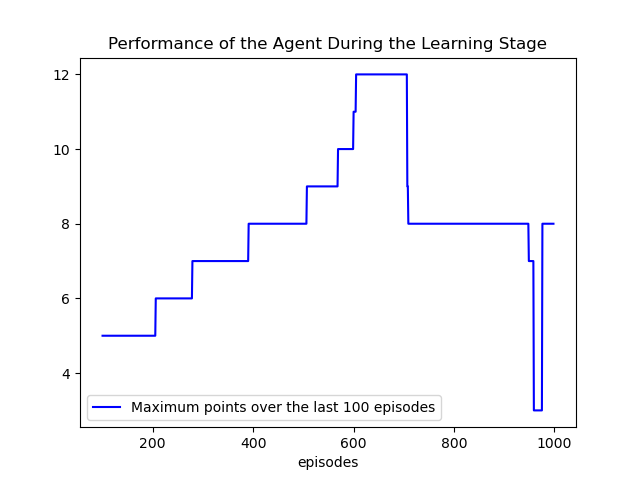 Performance of the Agent During the Learning Stage
12
10
8
6
4
Maximum points over the last 100 episodes
200 400 600 800 1000
episodes